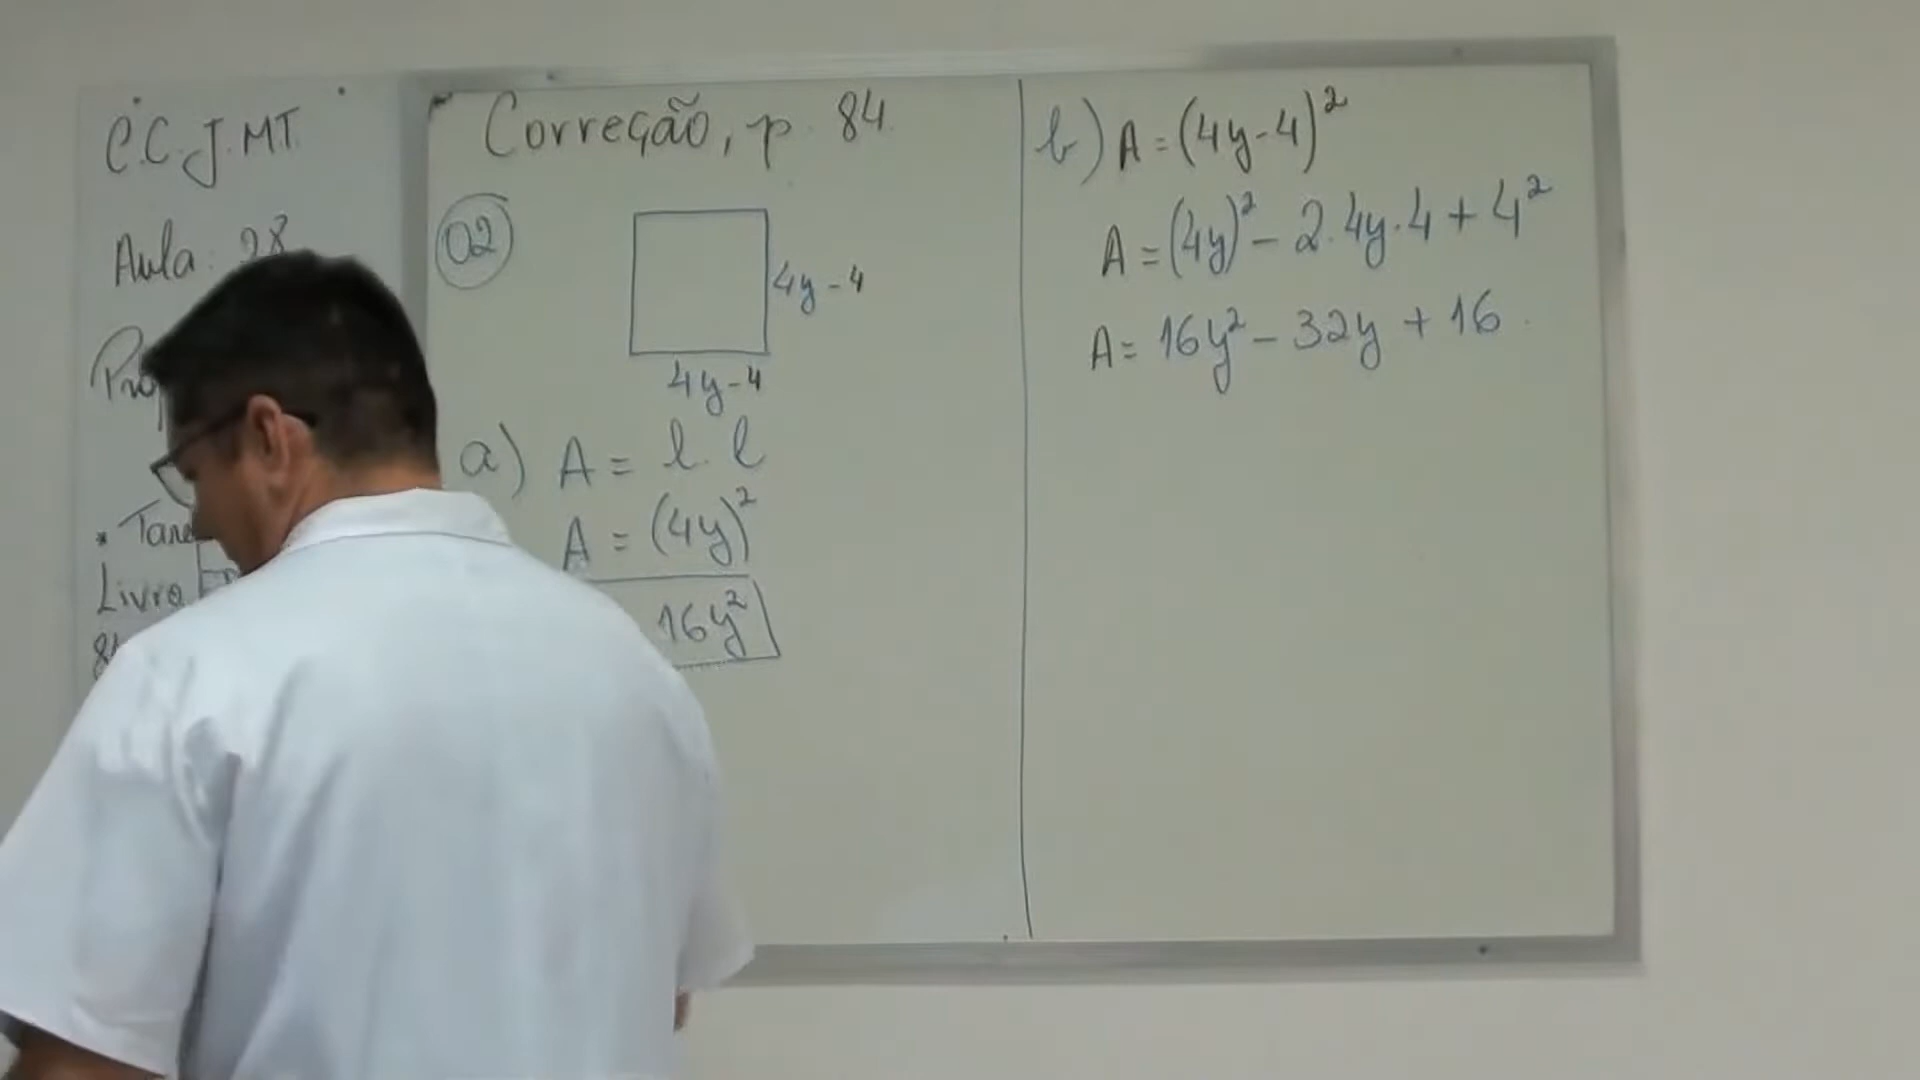 C.C.J.MT.
Aula: 28
* 
Livro
Correção, p. 84
02
4y-4
4y-4
a) A = l.l
A = (4y)²
16y²
b) A = (4y-4)²
A = (4y)² - 2.4y.4 + 4²
A = 16y² - 32y + 16.